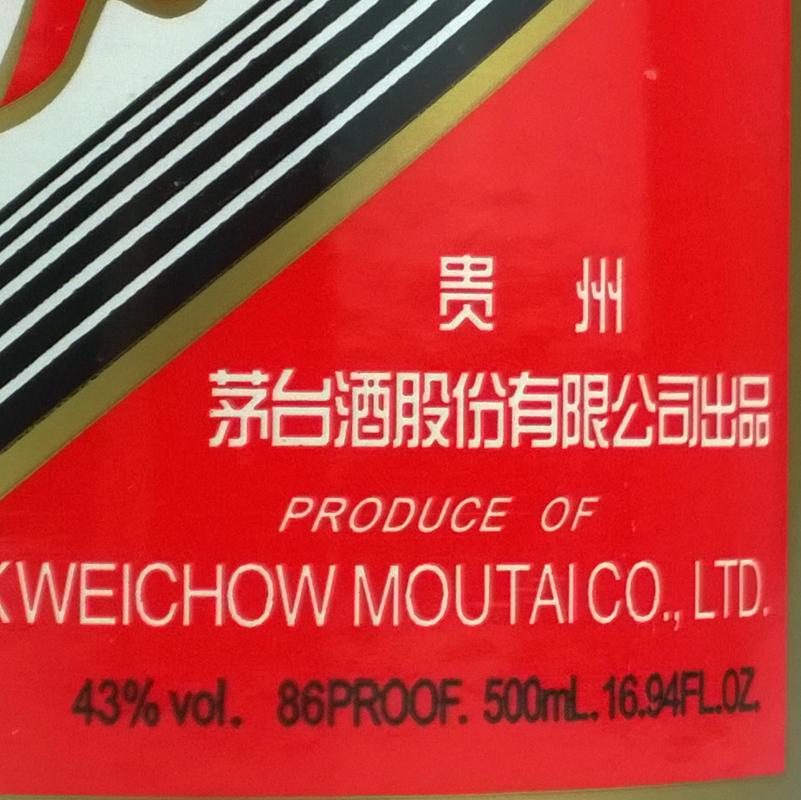 贵 州
茅台酒股份有限公司出品
PRODUCE OF
KWEICHOW MOUTAI CO., LTD.
43% vol. 86PROOF. 500mL. 16.94FL.OZ.